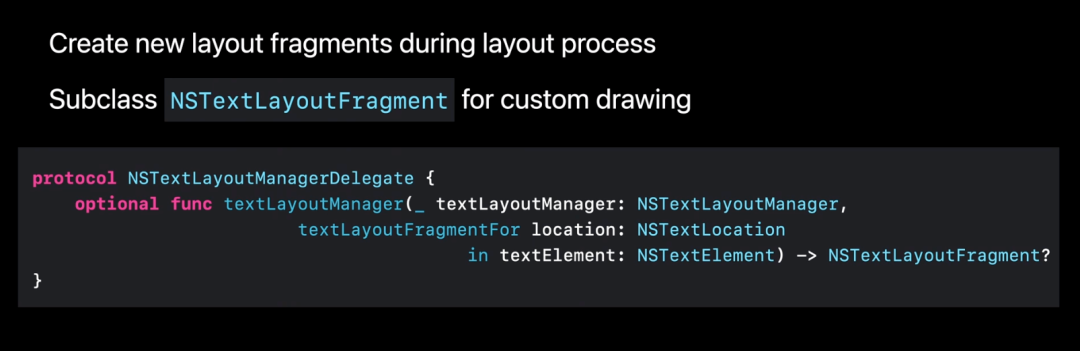 Create new layout fragments during layout process
Subclass NSTextLayoutFragment for custom drawing
protocol NSTextLayoutManagerDelegate {
    optional func textLayoutManager(_ textLayoutManager: NSTextLayoutManager,
                         textLayoutFragmentFor location: NSTextLocation
                                         in textElement: NSTextElement) -> NSTextLayoutFragment?
}